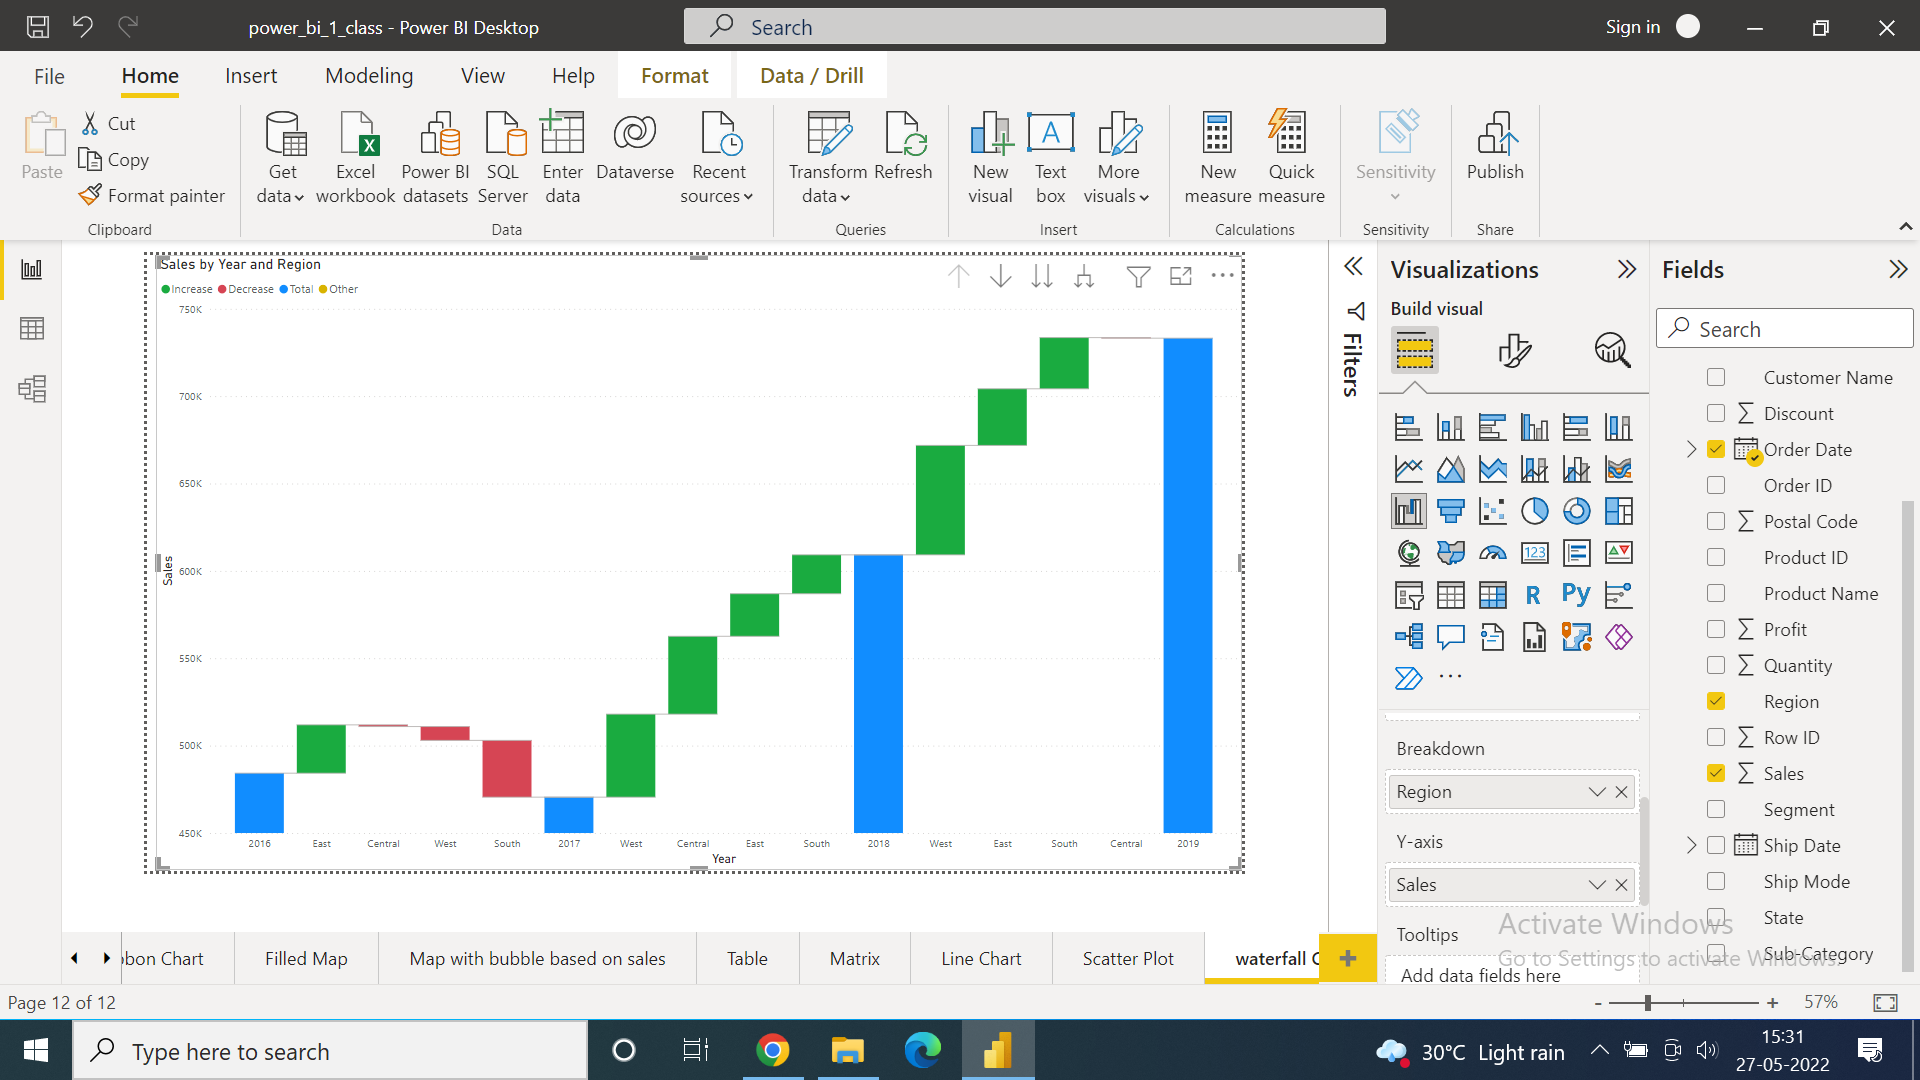 power_bi_1_class - Power BI Desktop
Search
Sign in
File
Home
Insert
Modeling
View
Help
Format
Data / Drill
Paste
Cut
Copy
Format painter
Clipboard
Get data
Excel workbook
Power BI datasets
SQL Server
Enter data
Dataverse
Recent sources
Data
Transform data
Refresh
Queries
New visual
Text box
More visuals
Insert
New measure
Quick measure
Calculations
Sensitivity
Sensitivity
Publish
Share
Sales by Year and Region
Increase Decrease Total Other
750K
700K
650K
600K
550K
500K
450K
Sales
2016 East Central West South 2017 West Central East South 2018 West East South Central 2019
Year
Filters
Visualizations
Build visual
123
R
Py
Breakdown
Region
Y-axis
Sales
Tooltips
Add data fields here
Fields
Search
Customer Name
Discount
Order Date
Order ID
Postal Code
Product ID
Product Name
Profit
Quantity
Region
Row ID
Sales
Segment
Ship Date
Ship Mode
State
Sub-Category
Activate Windows
Go to Settings to activate Windows.
bon Chart
Filled Map
Map with bubble based on sales
Table
Matrix
Line Chart
Scatter Plot
waterfall C
Page 12 of 12
- + 57%
Type here to search
30°C Light rain
15:31
27-05-2022